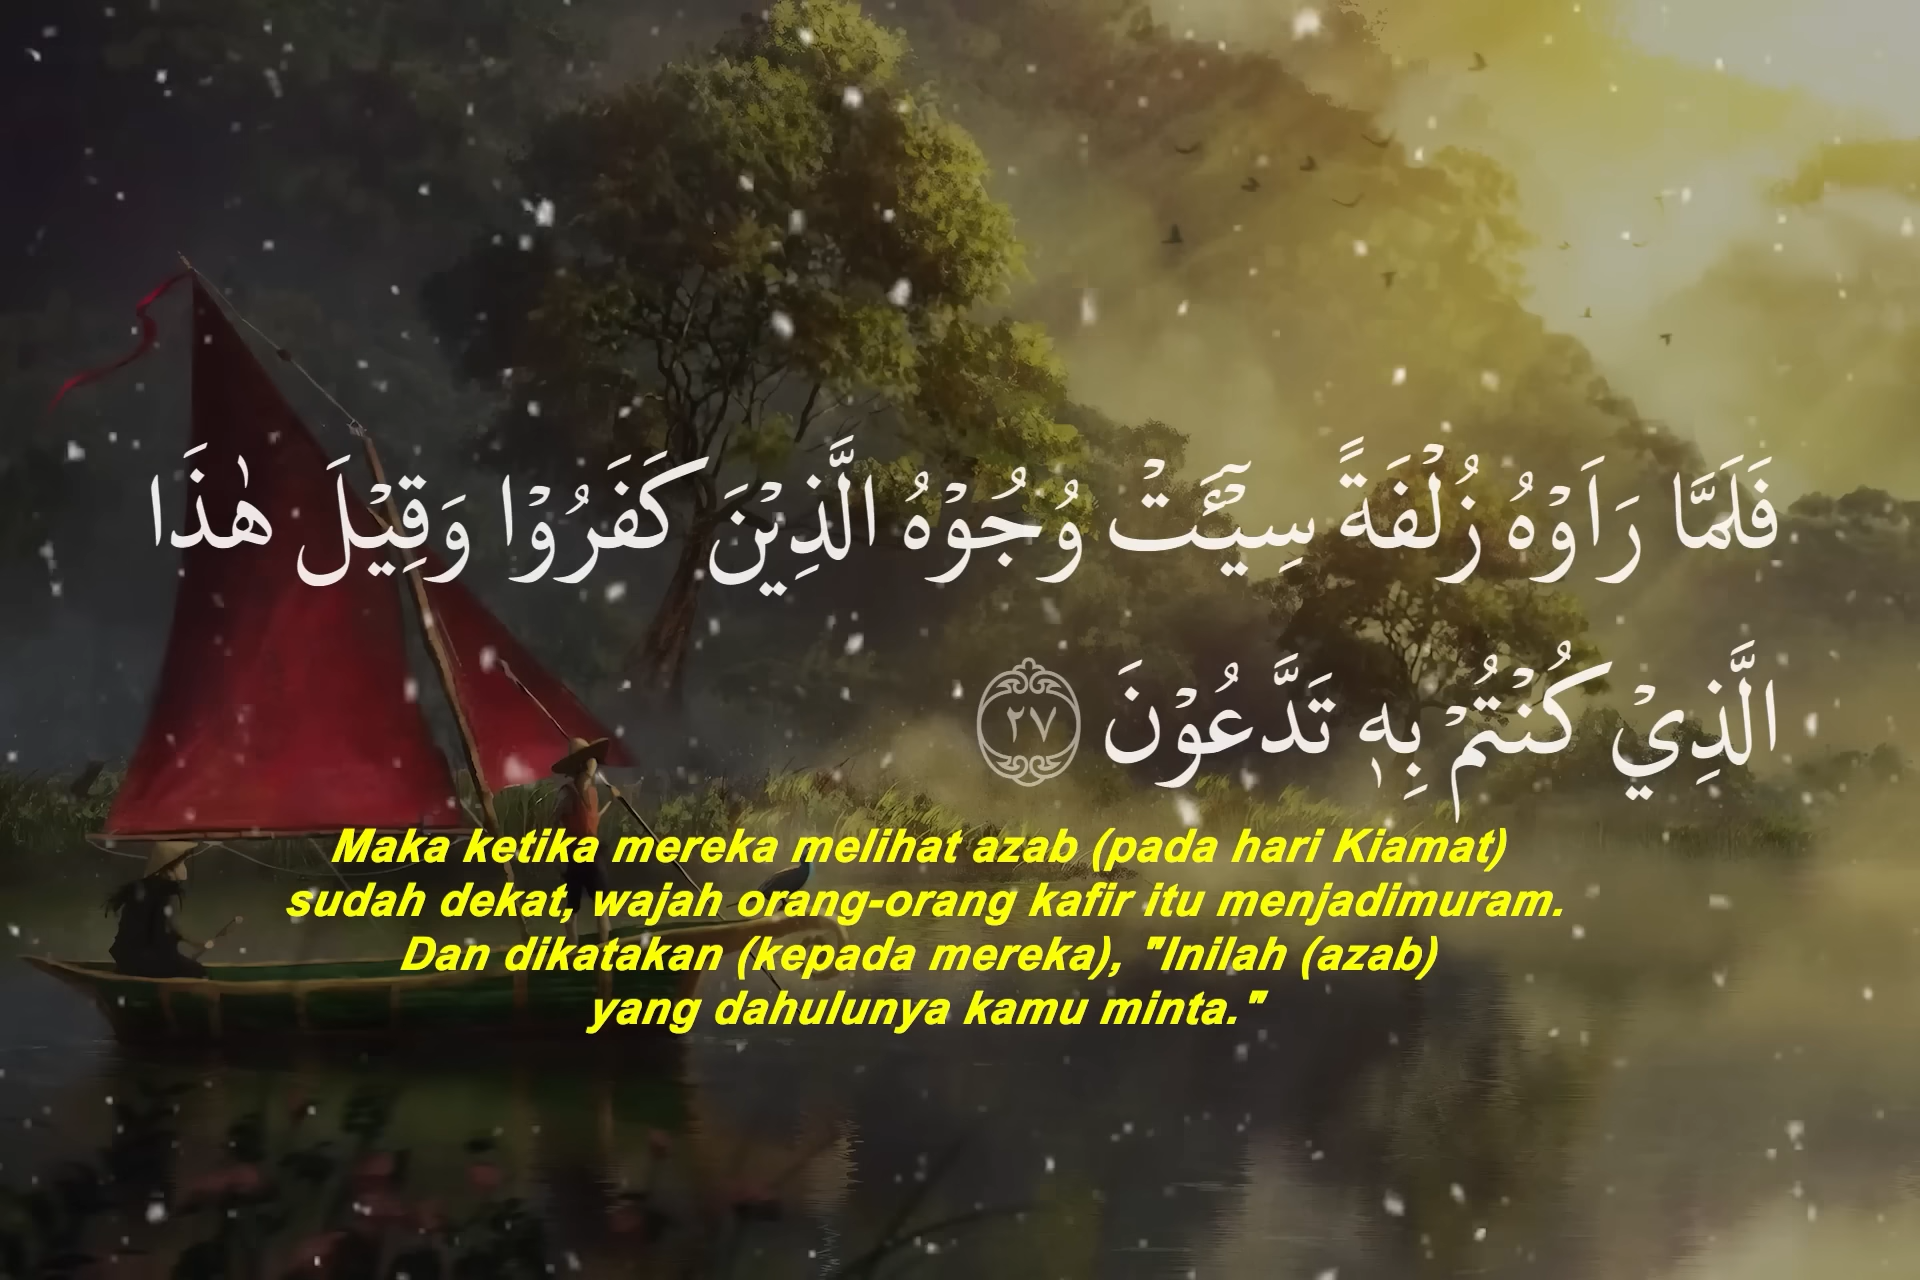 فَلَمَّا رَاَوْهُ زُلْفَةً سِيْٓـَٔتْ وُجُوْهُ الَّذِيْنَ كَفَرُوْا وَقِيْلَ هٰذَا
الَّذِيْ كُنْتُمْ بِهٖ تَدَّعُوْنَ ٢٧
Maka ketika mereka melihat azab (pada hari Kiamat)
sudah dekat, wajah orang-orang kafir itu menjadimuram.
Dan dikatakan (kepada mereka), "Inilah (azab)
yang dahulunya kamu minta."